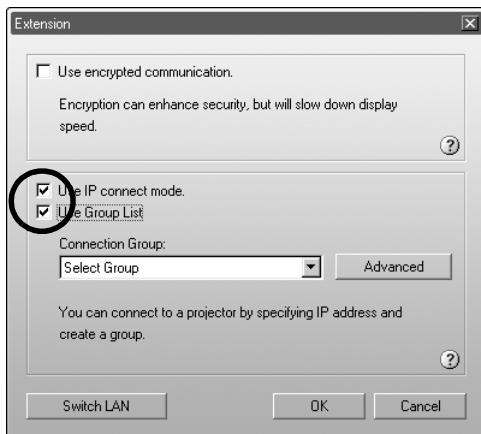 Extension
Use encrypted communication.
Encryption can enhance security, but will slow down display
speed.
?
Use IP connect mode.
Use Group List
Connection Group:
Select Group
Advanced
You can connect to a projector by specifying IP address and
create a group.
?
Switch LAN
OK
Cancel